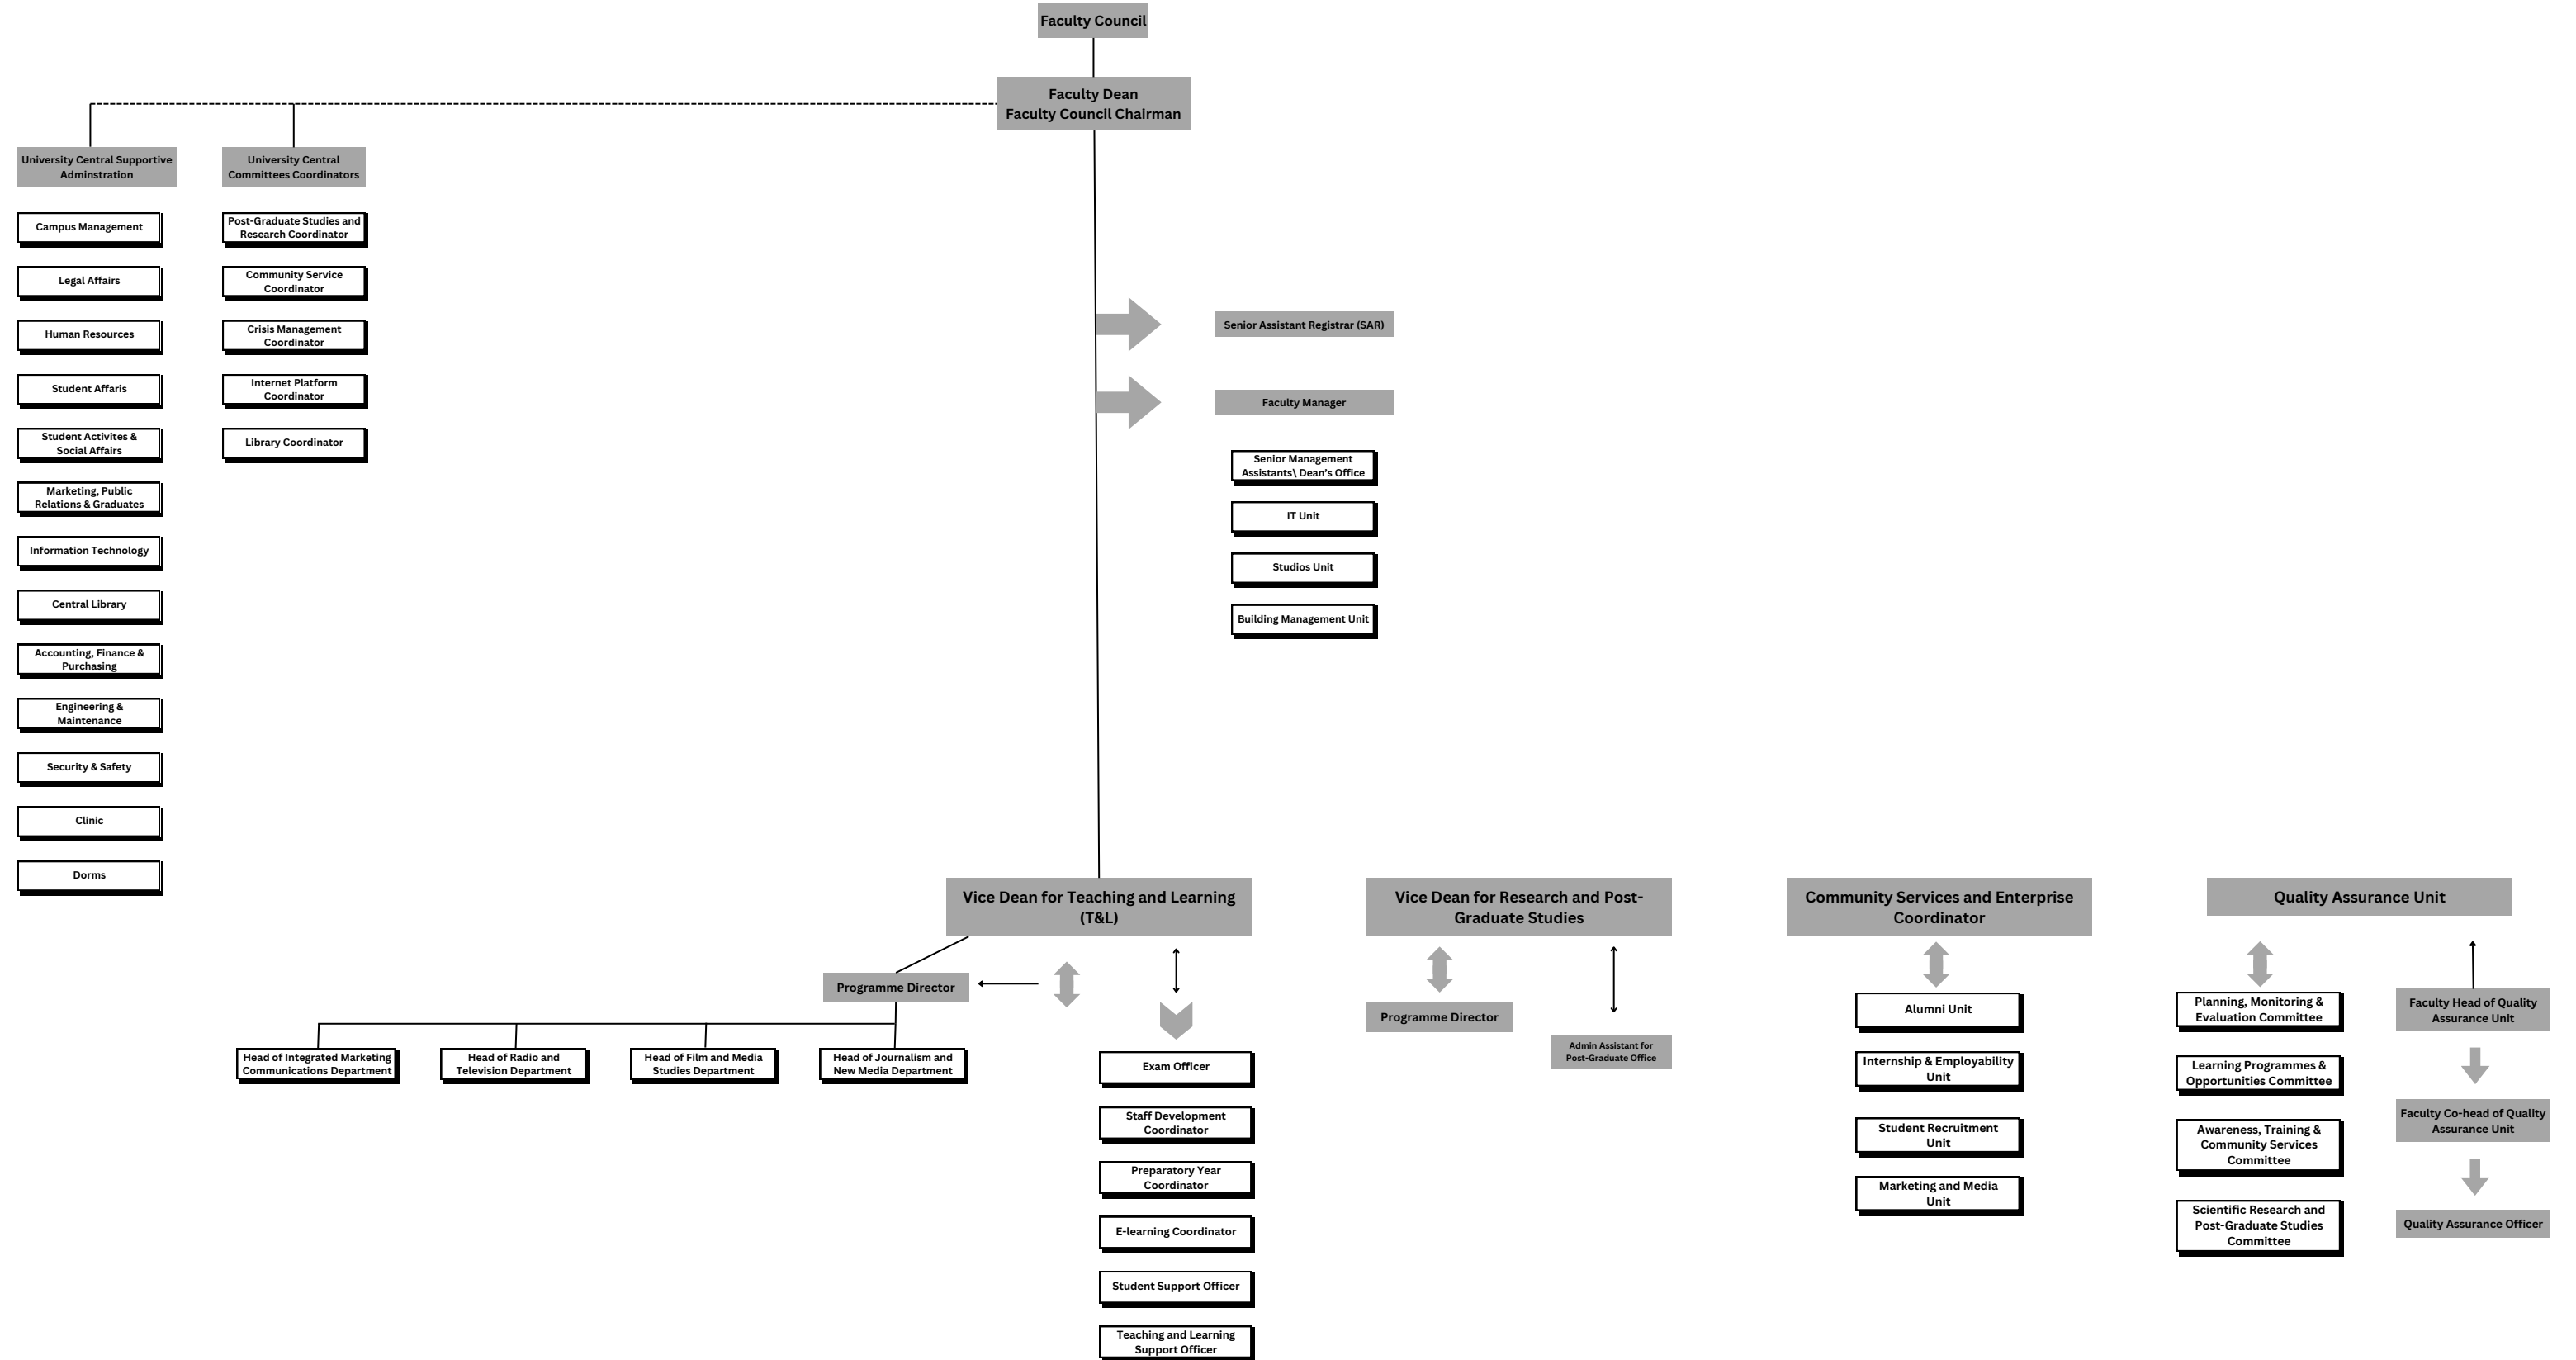 Faculty Council
Faculty Dean
Faculty Council Chairman
University Central Supportive
Adminstration
Campus Management
Legal Affairs
Human Resources
Student Affaris
Student Activites &
Social Affairs
Marketing, Public
Relations & Graduates
Information Technology
Central Library
Accounting, Finance &
Purchasing
Engineering &
Maintenance
Security & Safety
Clinic
Dorms
University Central
Committees Coordinators
Post-Graduate Studies and
Research Coordinator
Community Service
Coordinator
Crisis Management
Coordinator
Internet Platform
Coordinator
Library Coordinator
Senior Assistant Registrar (SAR)
Faculty Manager
Senior Management
Assistants\ Dean's Office
IT Unit
Studios Unit
Building Management Unit
Vice Dean for Teaching and Learning
(T&L)
Programme Director
Head of Integrated Marketing
Communications Department
Head of Radio and
Television Department
Head of Film and Media
Studies Department
Head of Journalism and
New Media Department
Exam Officer
Staff Development
Coordinator
Preparatory Year
Coordinator
E-learning Coordinator
Student Support Officer
Teaching and Learning
Support Officer
Vice Dean for Research and Post-
Graduate Studies
Programme Director
Admin Assistant for
Post-Graduate Office
Community Services and Enterprise
Coordinator
Alumni Unit
Internship & Employability
Unit
Student Recruitment
Unit
Marketing and Media
Unit
Quality Assurance Unit
Planning, Monitoring &
Evaluation Committee
Learning Programmes &
Opportunities Committee
Awareness, Training &
Community Services
Committee
Scientific Research and
Post-Graduate Studies
Committee
Faculty Head of Quality
Assurance Unit
Faculty Co-head of Quality
Assurance Unit
Quality Assurance Officer